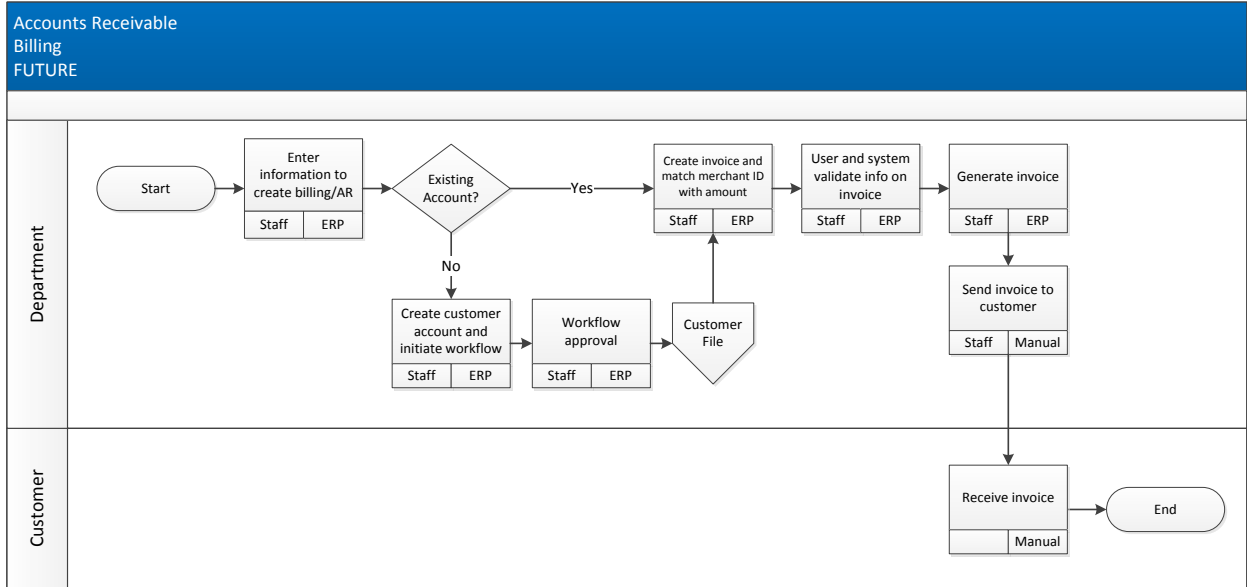 Accounts Receivable
Billing
FUTURE
Department
Start
Enter
information to
create billing/AR
Staff
ERP
Existing
Account?
Yes
No
Create customer
account and
initiate workflow
Staff
ERP
Workflow
approval
Staff
ERP
Customer
File
Create invoice and
match merchant ID
with amount
Staff
ERP
User and system
validate info on
invoice
Staff
ERP
Generate invoice
Staff
ERP
Send invoice to
customer
Staff
Manual
Customer
Receive invoice
Manual
End